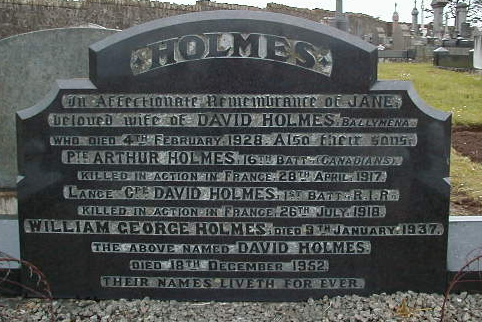 HOLMES
In Affectionate Remembrance of JANE,
beloved wife of DAVID HOLMES, BALLYMENA,
WHO DIED 4TH FEBRUARY 1928. Also their sons,
PTE ARTHUR HOLMES, 16TH BATT. (CANADIANS),
KILLED IN ACTION IN FRANCE 28TH APRIL 1917.
LANCE CPL DAVID HOLMES, 1ST BATT. R.I.R.
KILLED IN ACTION IN FRANCE 26TH JULY 1918.
WILLIAM GEORGE HOLMES, DIED 9TH JANUARY 1937.
THE ABOVE NAMED DAVID HOLMES,
DIED 18TH DECEMBER 1952.
THEIR NAMES LIVETH FOR EVER.